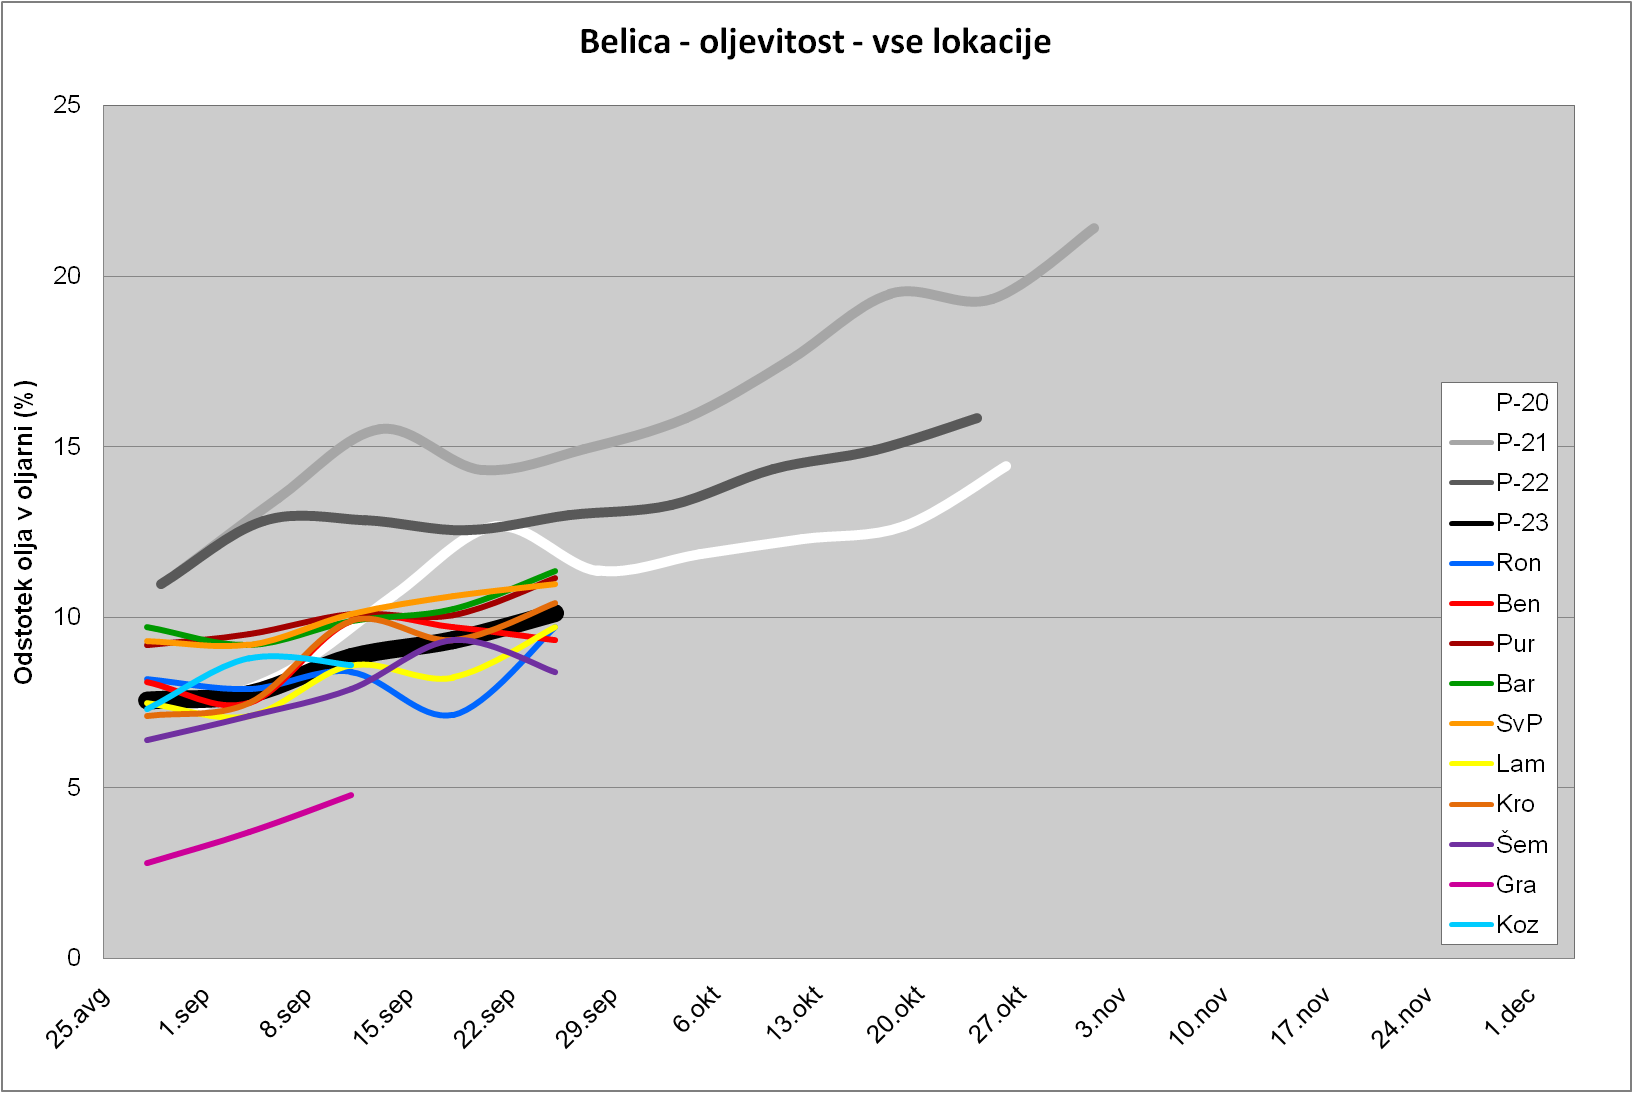 Belica - oljevitost - vse lokacije
Odstotek olja v oljarni (%)
25
20
15
10
5
0
25.avg
1.sep
8.sep
15.sep
22.sep
29.sep
6.okt
13.okt
20.okt
27.okt
3.nov
10.nov
17.nov
24.nov
1.dec
P-20
P-21
P-22
P-23
Ron
Ben
Pur
Bar
SvP
Lam
Kro
Šem
Gra
Koz